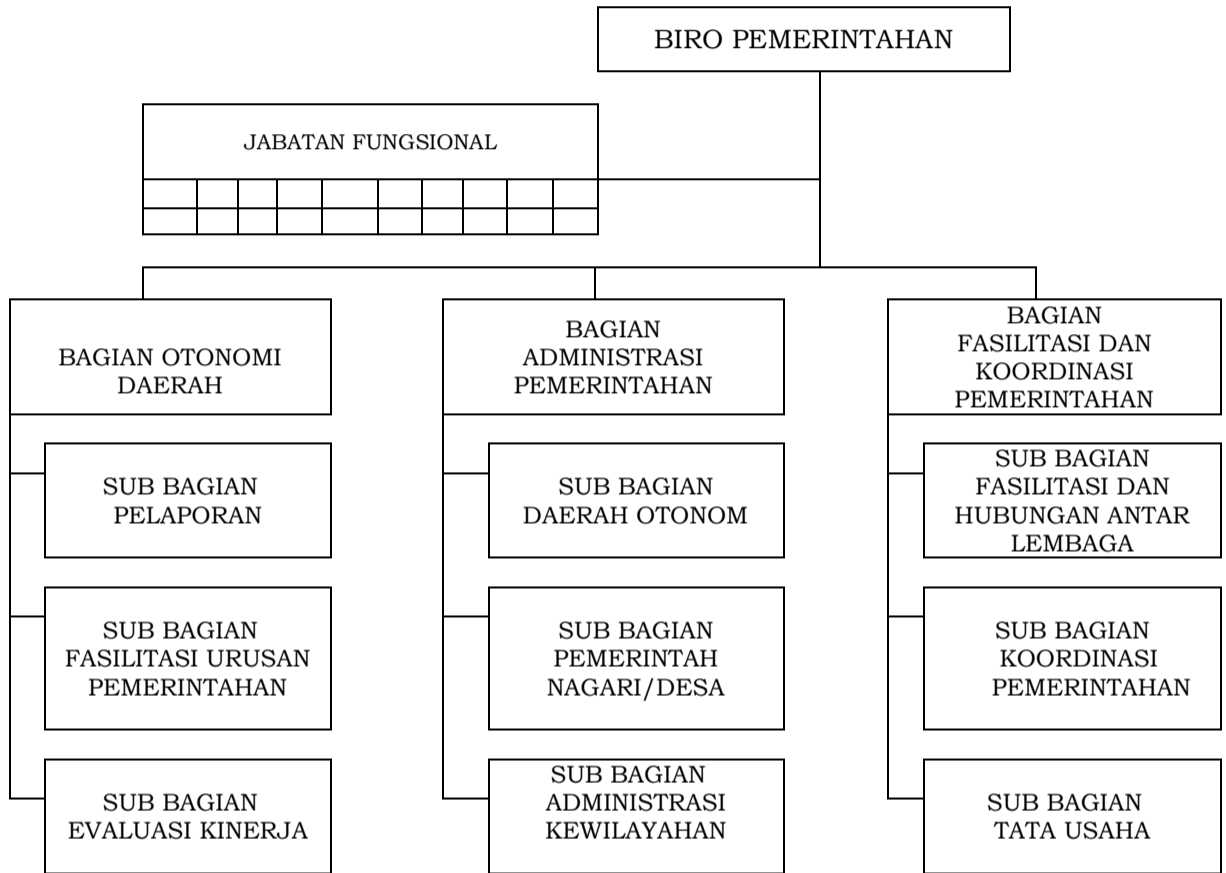 BIRO PEMERINTAHAN
JABATAN FUNGSIONAL
BAGIAN OTONOMI
DAERAH
SUB BAGIAN
PELAPORAN
SUB BAGIAN
FASILITASI URUSAN
PEMERINTAHAN
SUB BAGIAN
EVALUASI KINERJA
BAGIAN
ADMINISTRASI
PEMERINTAHAN
SUB BAGIAN
DAERAH OTONOM
SUB BAGIAN
PEMERINTAH
NAGARI/DESA
SUB BAGIAN
ADMINISTRASI
KEWILAYAHAN
BAGIAN
FASILITASI DAN
KOORDINASI
PEMERINTAHAN
SUB BAGIAN
FASILITASI DAN
HUBUNGAN ANTAR
LEMBAGA
SUB BAGIAN
KOORDINASI
PEMERINTAHAN
SUB BAGIAN
TATA USAHA